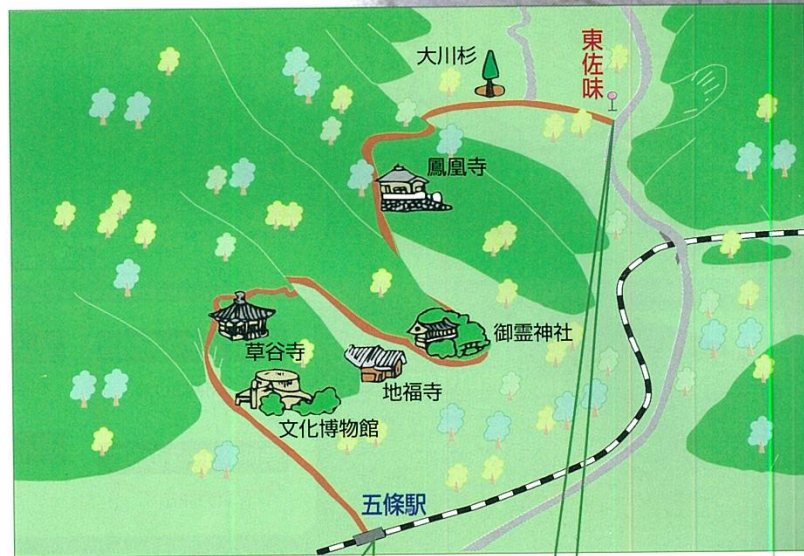 大川杉
東佐味
鳳凰寺
御霊神社
草谷寺
地福寺
文化博物館
五條駅